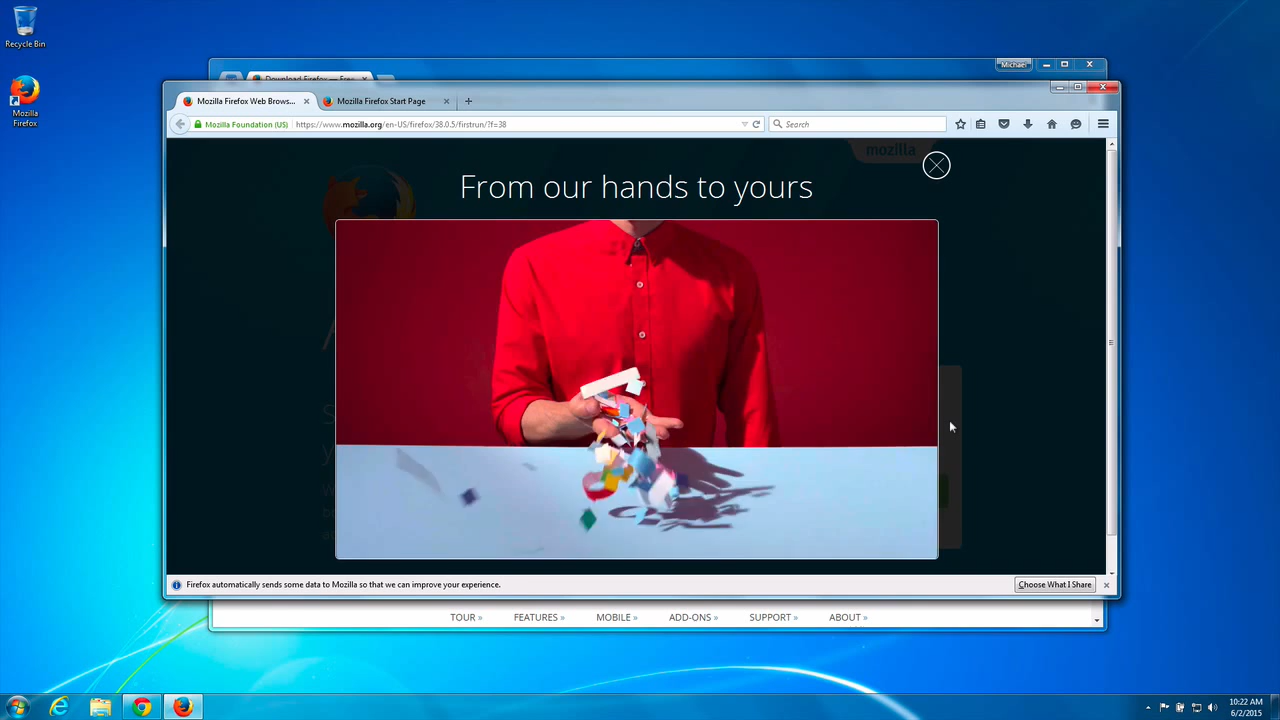 Recycle Bin
Mozilla
Firefox
Michael
Download Firefox — Free
Mozilla Firefox Web Brows...
Mozilla Firefox Start Page
Mozilla Foundation (US)
https://www.mozilla.org/en-US/firefox/38.0.5/firstrun/?f=38
Search
mozilla
From our hands to yours
Firefox automatically sends some data to Mozilla so that we can improve your experience.
Choose What I Share
TOUR »
FEATURES »
MOBILE »
ADD-ONS »
SUPPORT »
ABOUT »
10:22 AM
6/2/2015